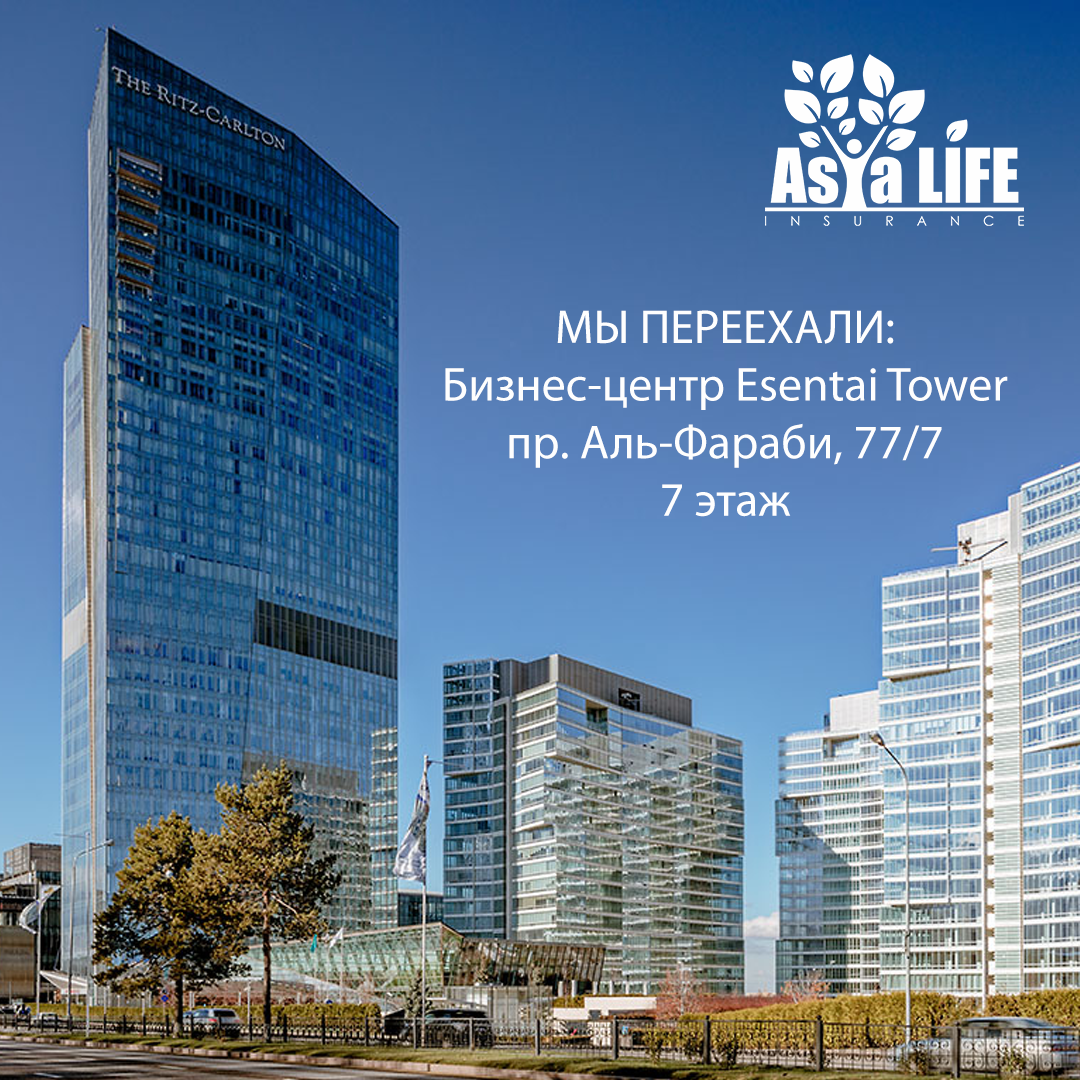 THE RITZ-CARLTON
AsYa LIFE
INSURANCE
МЫ ПЕРЕЕХАЛИ:
Бизнес-центр Esentai Tower
пр. Аль-Фараби, 77/7
7 этаж